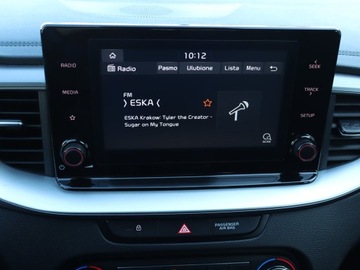 10:12
Radio Pasmo Ulubione Lista Menu
RADIO
MEDIA
SEEK
TRACK
SETUP
FM
ESKA
ESKA Krakow: Tyler the Creator - Sugar on My Tongue
SCAN
PASSENGER
AIR BAG